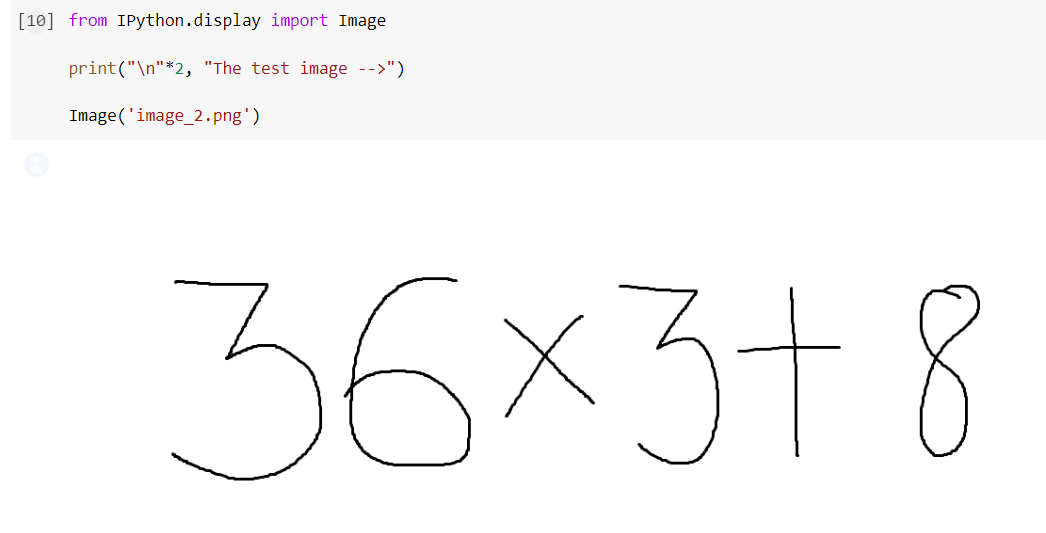 [10] from IPython.display import Image
print("\n"*2, "The test image -->")
Image('image_2.png')
36×3+8